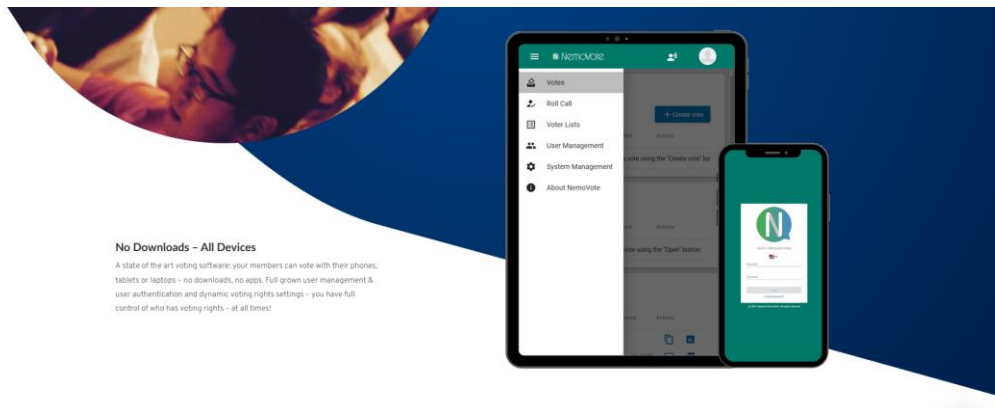 NemoVote
Votes
Roll Call
Voter Lists
User Management
System Management
About NemoVote
+ Create vote
Actions
vote using the 'Create vote' bu
Actions
vote using the 'Open' button.
Actions
N
No Downloads – All Devices
A state of the art voting software: your members can vote with their phones,
tablets or laptops – no downloads, no apps. Full grown user management &
user authentication and dynamic voting rights settings – you have full
control of who has voting rights – at all times!